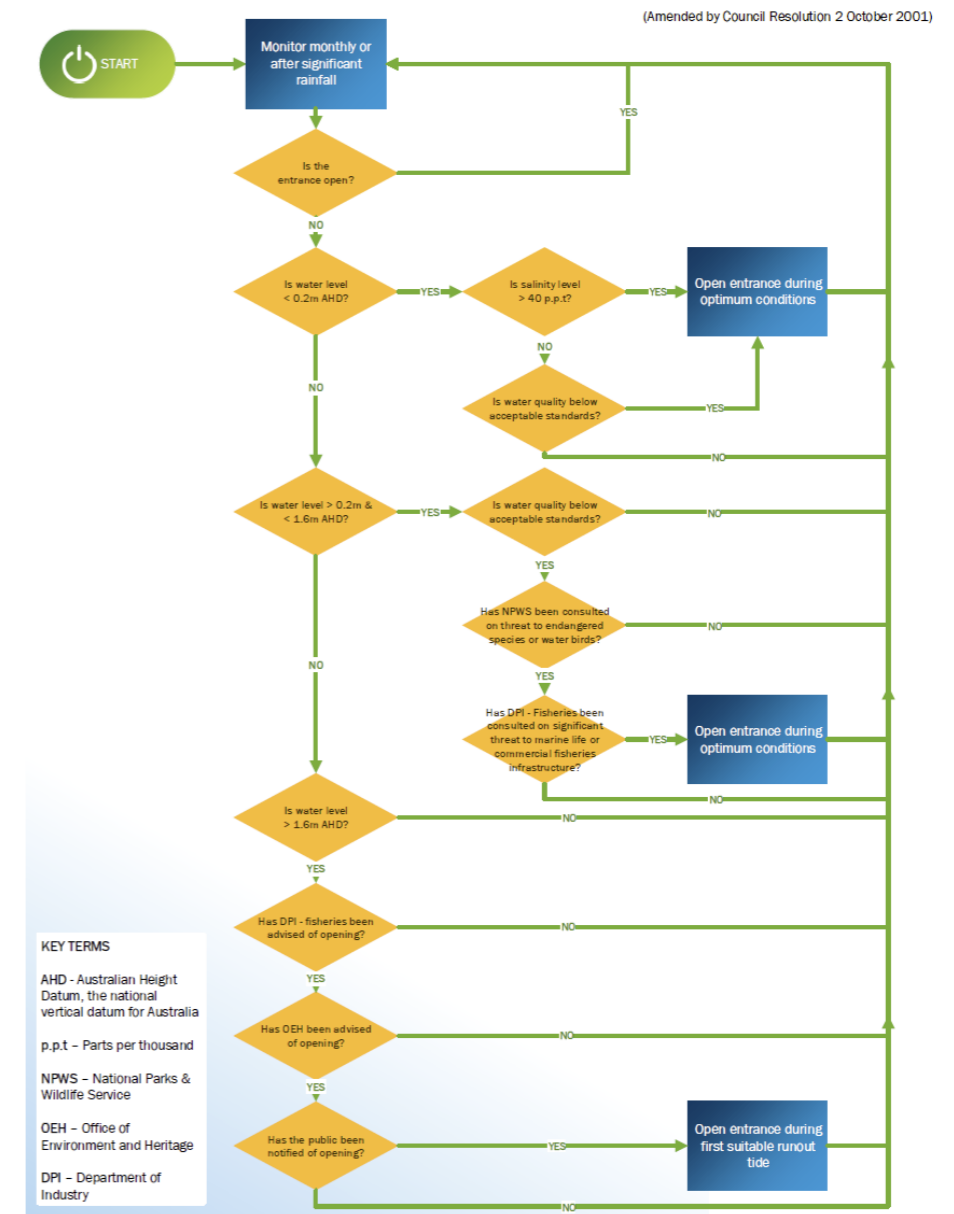 (Amended by Council Resolution 2 October 2001)
START
Monitor monthly or
after significant
rainfall
YES
Is the
entrance open?
NO
Is water level
< 0.2m AHD?
YES
Is salinity level
> 40 p.p.t?
YES
Open entrance during
optimum conditions
NO
NO
Is water quality below
acceptable standards?
YES
NO
Is water level > 0.2m &
< 1.6m AHD?
YES
Is water quality below
acceptable standards?
NO
YES
Has NPWS been consulted
on threat to endangered
species or water birds?
NO
NO
YES
Has DPI - Fisheries been
consulted on significant
threat to marine life or
commercial fisheries
infrastructure?
YES
Open entrance during
optimum conditions
NO
Is water level
> 1.6m AHD?
NO
YES
Has DPI - fisheries been
advised of opening?
NO
YES
Has OEH been advised
of opening?
NO
YES
Has the public been
notified of opening?
YES
Open entrance during
first suitable runout
tide
NO
KEY TERMS
AHD - Australian Height
Datum, the national
vertical datum for Australia
p.p.t – Parts per thousand
NPWS – National Parks &
Wildlife Service
OEH – Office of
Environment and Heritage
DPI – Department of
Industry